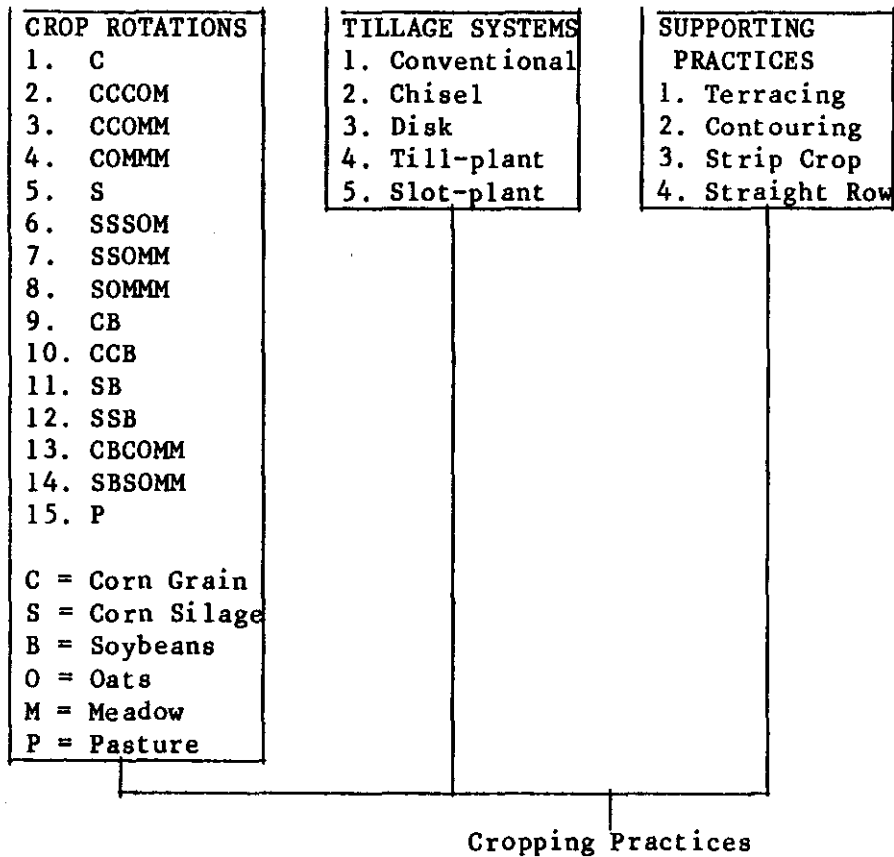 CROP ROTATIONS
1. C
2. CCCOM
3. CCOMM
4. COMMM
5. S
6. SSSOM
7. SSOMM
8. SOMMM
9. CB
10. CCB
11. SB
12. SSB
13. CBCOMM
14. SBSOMM
15. P
C = Corn Grain
S = Corn Silage
B = Soybeans
O = Oats
M = Meadow
P = Pasture
TILLAGE SYSTEMS
1. Conventional
2. Chisel
3. Disk
4. Till-plant
5. Slot-plant
SUPPORTING
PRACTICES
1. Terracing
2. Contouring
3. Strip Crop
4. Straight Row
Cropping Practices